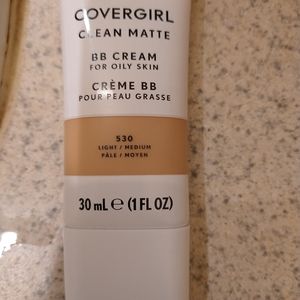 COVERGIRL
CLEAN MATTE
BB CREAM
FOR OILY SKIN
CRÈME BB
POUR PEAU GRASSE
530
LIGHT / MEDIUM
PÂLE / MOYEN
30 mL ℮ (1 FL OZ)